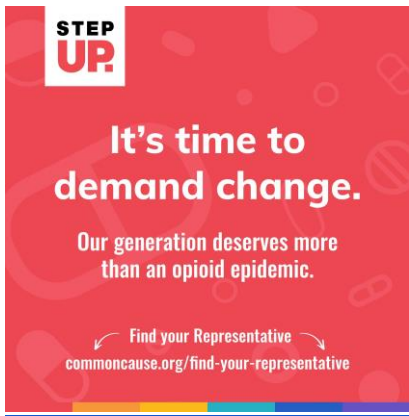 STEP
UP.
It's time to
demand change.
Our generation deserves more
than an opioid epidemic.
Find your Representative
commoncause.org/find-your-representative